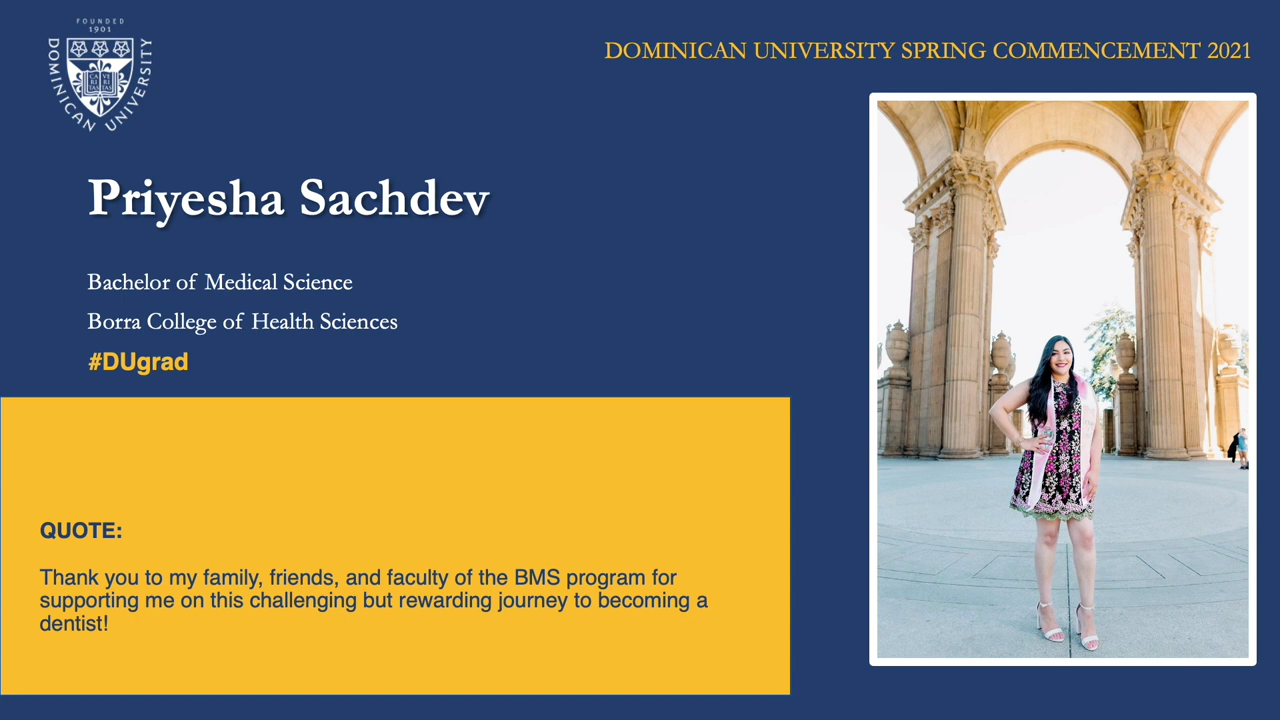 FOUNDED
1901
DOMINICAN UNIVERSITY
CA VE
RI RI
TAS TAS
DOMINICAN UNIVERSITY SPRING COMMENCEMENT 2021
Priyesha Sachdev
Bachelor of Medical Science
Borra College of Health Sciences
#DUgrad
QUOTE:
Thank you to my family, friends, and faculty of the BMS program for
supporting me on this challenging but rewarding journey to becoming a
dentist!